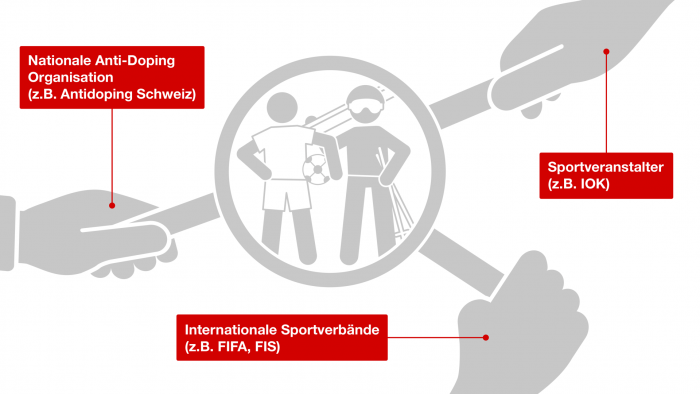 Nationale Anti-Doping
Organisation
(z.B. Antidoping Schweiz)
Sportveranstalter
(z.B. IOK)
Internationale Sportverbände
(z.B. FIFA, FIS)